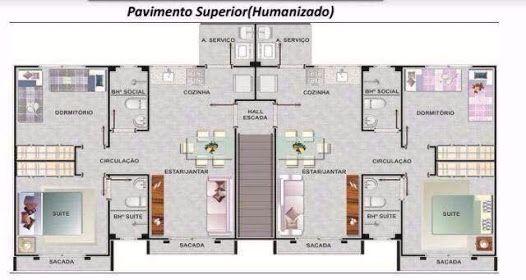 Pavimento Superior(Humanizado)
A. SERVIÇO
A. SERVIÇO
BHº SOCIAL
COZINHA
COZINHA
BHº SOCIAL
DORMITÓRIO
HALL
ESCADA
DORMITÓRIO
CIRCULAÇÃO
CIRCULAÇÃO
ESTAR/JANTAR
ESTAR/JANTAR
SUÍTE
BHº SUÍTE
BHº SUÍTE
SUÍTE
SACADA
SACADA
SACADA
SACADA